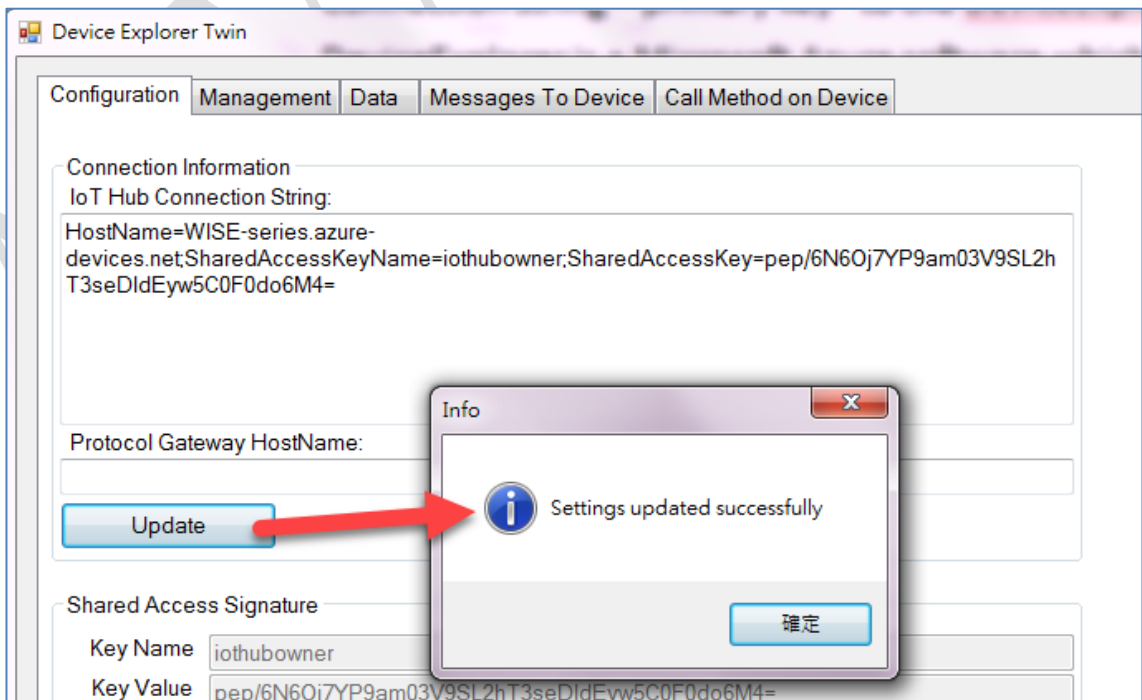 Device Explorer Twin
Configuration Management Data Messages To Device Call Method on Device
Connection Information
IoT Hub Connection String:
HostName=WISE-series.azure-
devices.net;SharedAccessKeyName=iothubowner;SharedAccessKey=pep/6N6Oj7YP9am03V9SL2h
T3seDIdEyw5C0F0do6M4=
Info
Protocol Gateway HostName:
Settings updated successfully
Update
確定
Shared Access Signature
Key Name iothubowner
Key Value pep/6N6Oj7YP9am03V9SL2hT3seDIdEyw5C0F0do6M4=